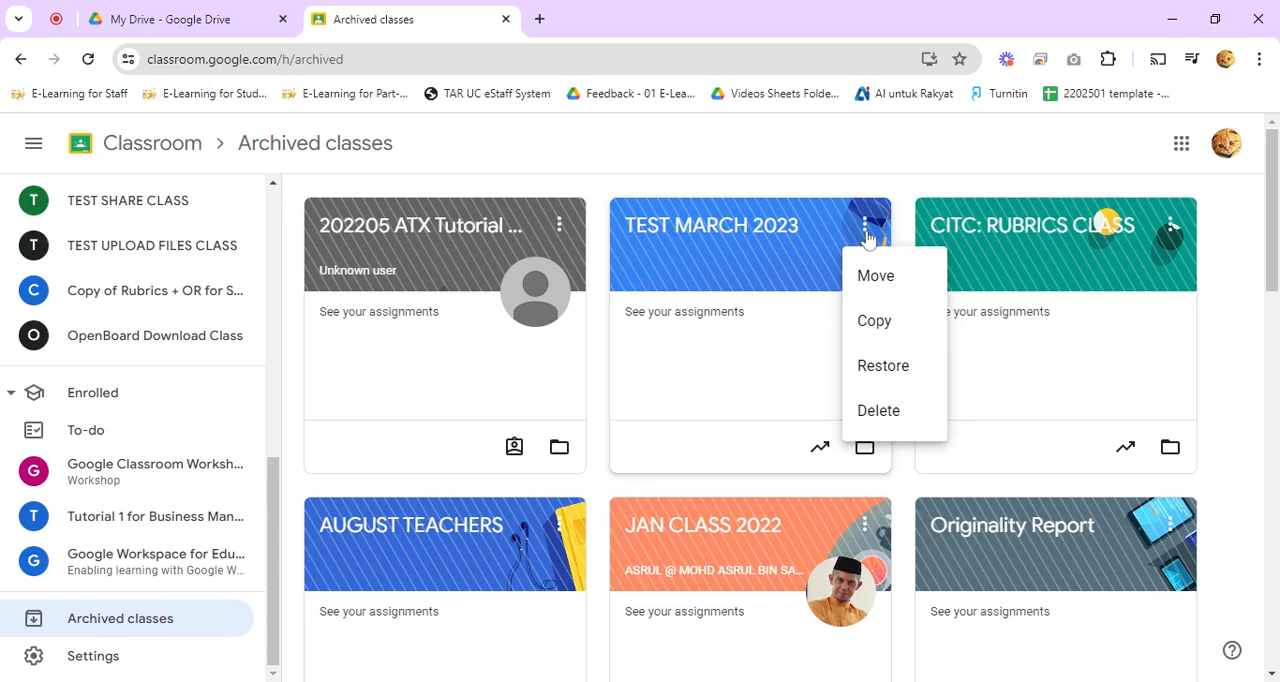 My Drive - Google Drive
Archived classes
classroom.google.com/h/archived
E-Learning for Staff
E-Learning for Stud...
E-Learning for Part-...
TAR UC eStaff System
Feedback - 01 E-Lea...
Videos Sheets Folde...
AI untuk Rakyat
Turnitin
2202501 template -...
Classroom > Archived classes
T TEST SHARE CLASS
T TEST UPLOAD FILES CLASS
C Copy of Rubrics + OR for S...
O OpenBoard Download Class
Enrolled
To-do
G Google Classroom Worksh...
Workshop
T Tutorial 1 for Business Man...
G Google Workspace for Edu...
Enabling learning with Google W...
Archived classes
Settings
202205 ATX Tutorial ...
Unknown user
See your assignments
TEST MARCH 2023
See your assignments
Move
Copy
Restore
Delete
CITC: RUBRICS CLASS
e your assignments
AUGUST TEACHERS
See your assignments
JAN CLASS 2022
ASRUL @ MOHD ASRUL BIN SA...
See your assignments
Originality Report
See your assignments